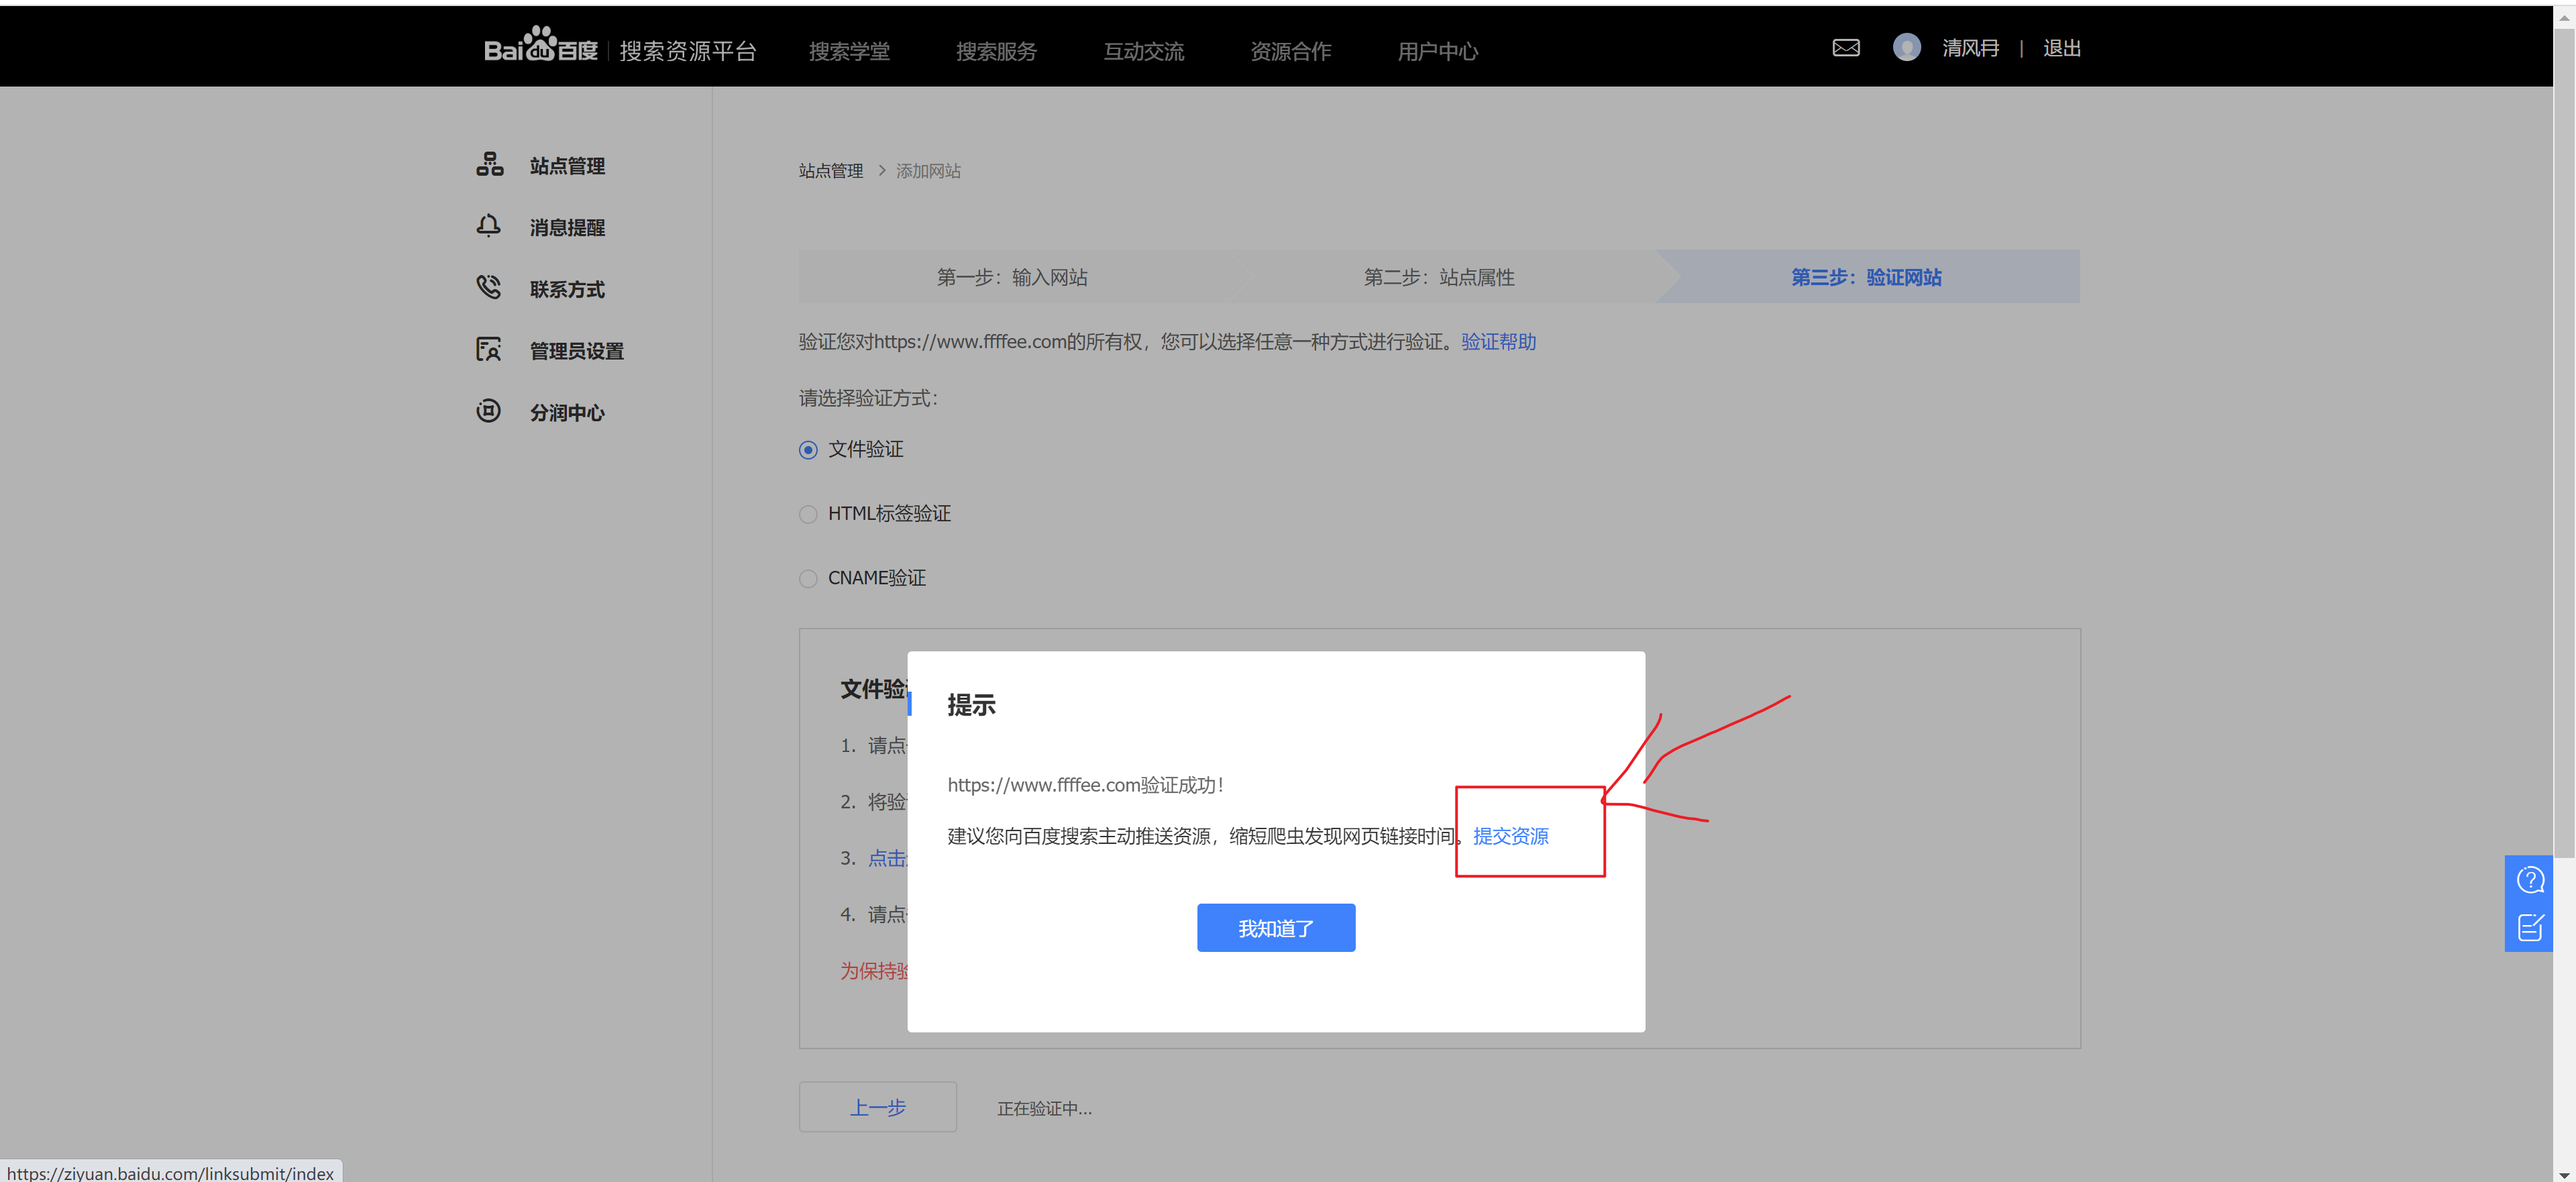 Bai du 百度 | 搜索资源平台 搜索学堂 搜索服务 互动交流 资源合作 用户中心 清风冄 | 退出
站点管理
消息提醒
联系方式
管理员设置
分润中心
站点管理 > 添加网站
第一步：输入网站 第二步：站点属性 第三步：验证网站
验证您对https://www.ffffee.com的所有权，您可以选择任意一种方式进行验证。验证帮助
请选择验证方式：
文件验证
HTML标签验证
CNAME验证
文件验
1. 请点
2. 将验
3. 点击
4. 请点
为保持验
提示
https://www.ffffee.com验证成功！
建议您向百度搜索主动推送资源，缩短爬虫发现网页链接时间。提交资源
我知道了
上一步 正在验证中...
https://ziyuan.baidu.com/linksubmit/index